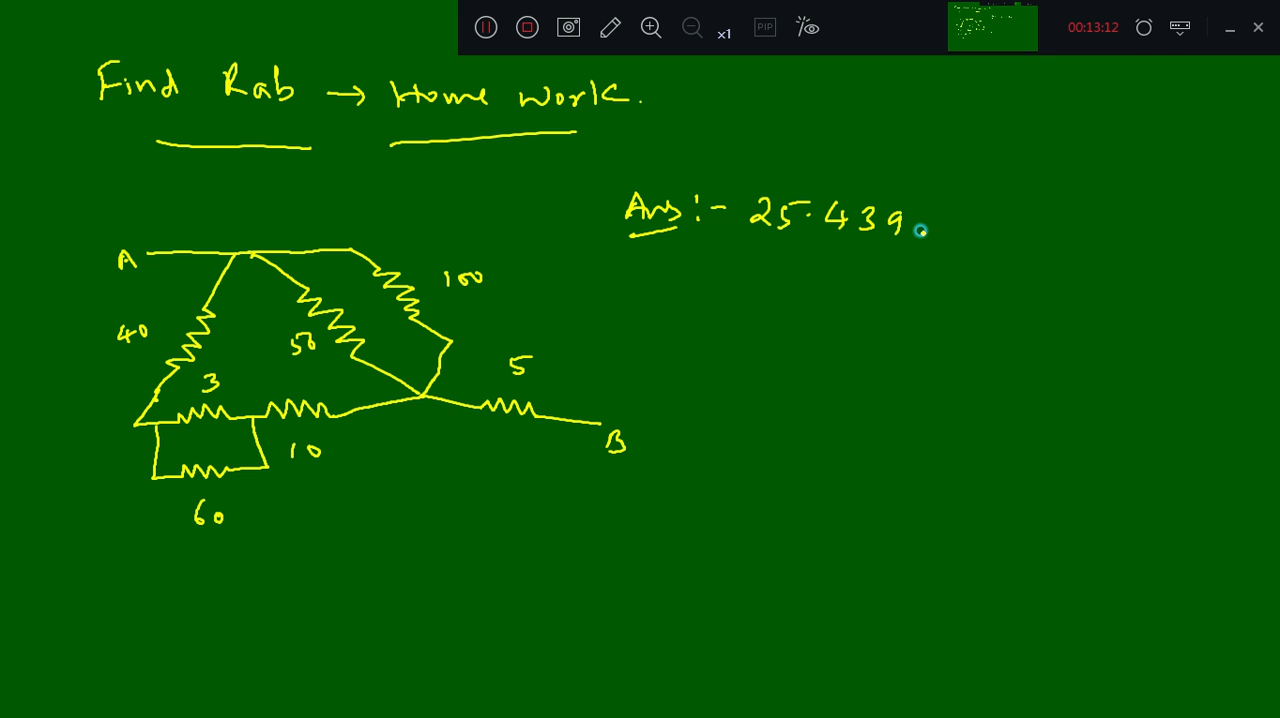 x1
PIP
00:13:12
Find Rab → Home work.
Ans :- 25.439
A
100
40
50
3
5
10
B
60